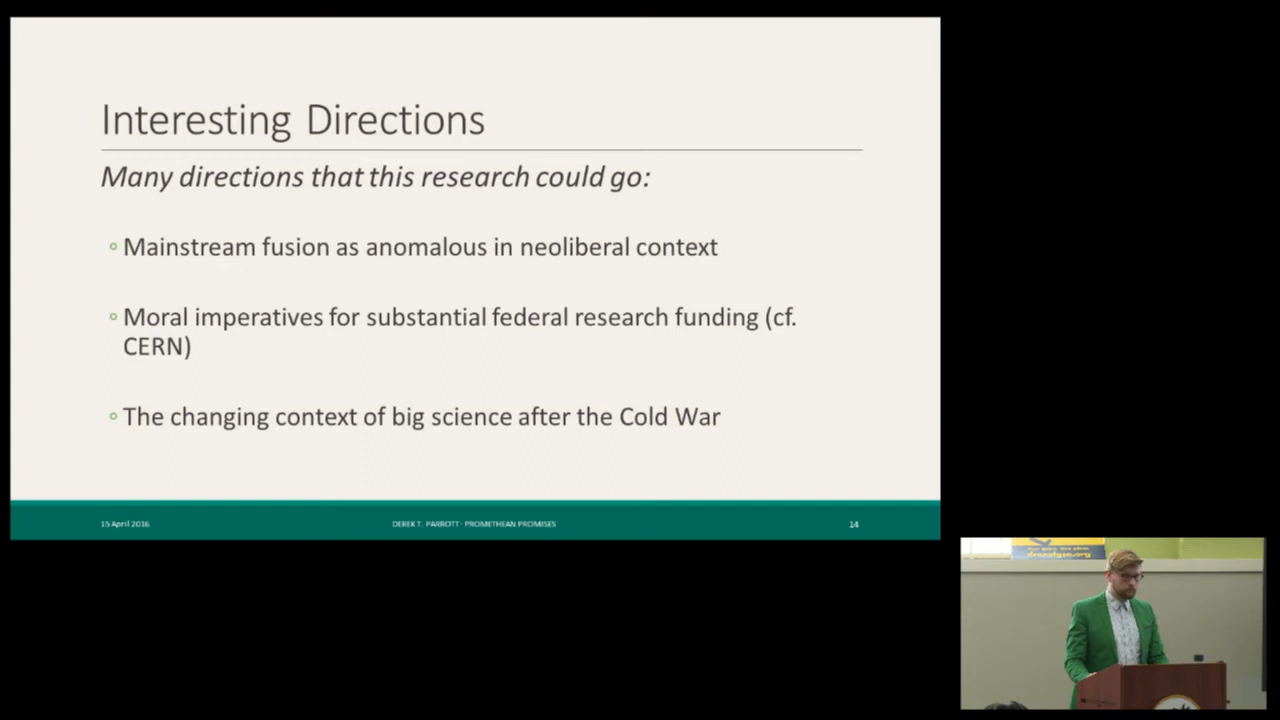 Interesting Directions
Many directions that this research could go:
Mainstream fusion as anomalous in neoliberal context
Moral imperatives for substantial federal research funding (cf.
CERN)
The changing context of big science after the Cold War
15 April 2016
DEREK T. PARROTT · PROMETHEAN PROMISES
14